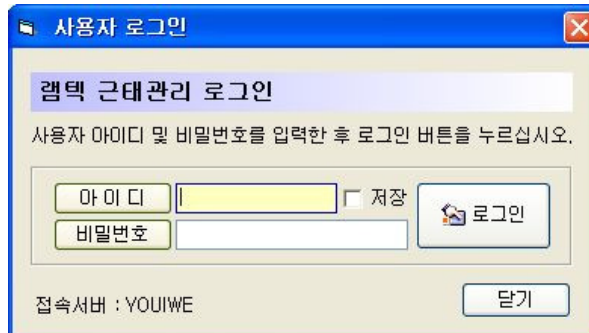 사용자 로그인
램텍 근태관리 로그인
사용자 아이디 및 비밀번호를 입력한 후 로그인 버튼을 누르십시오.
아 이 디 저장
로그인
비밀번호
접속서버 : YOUIWE
닫기